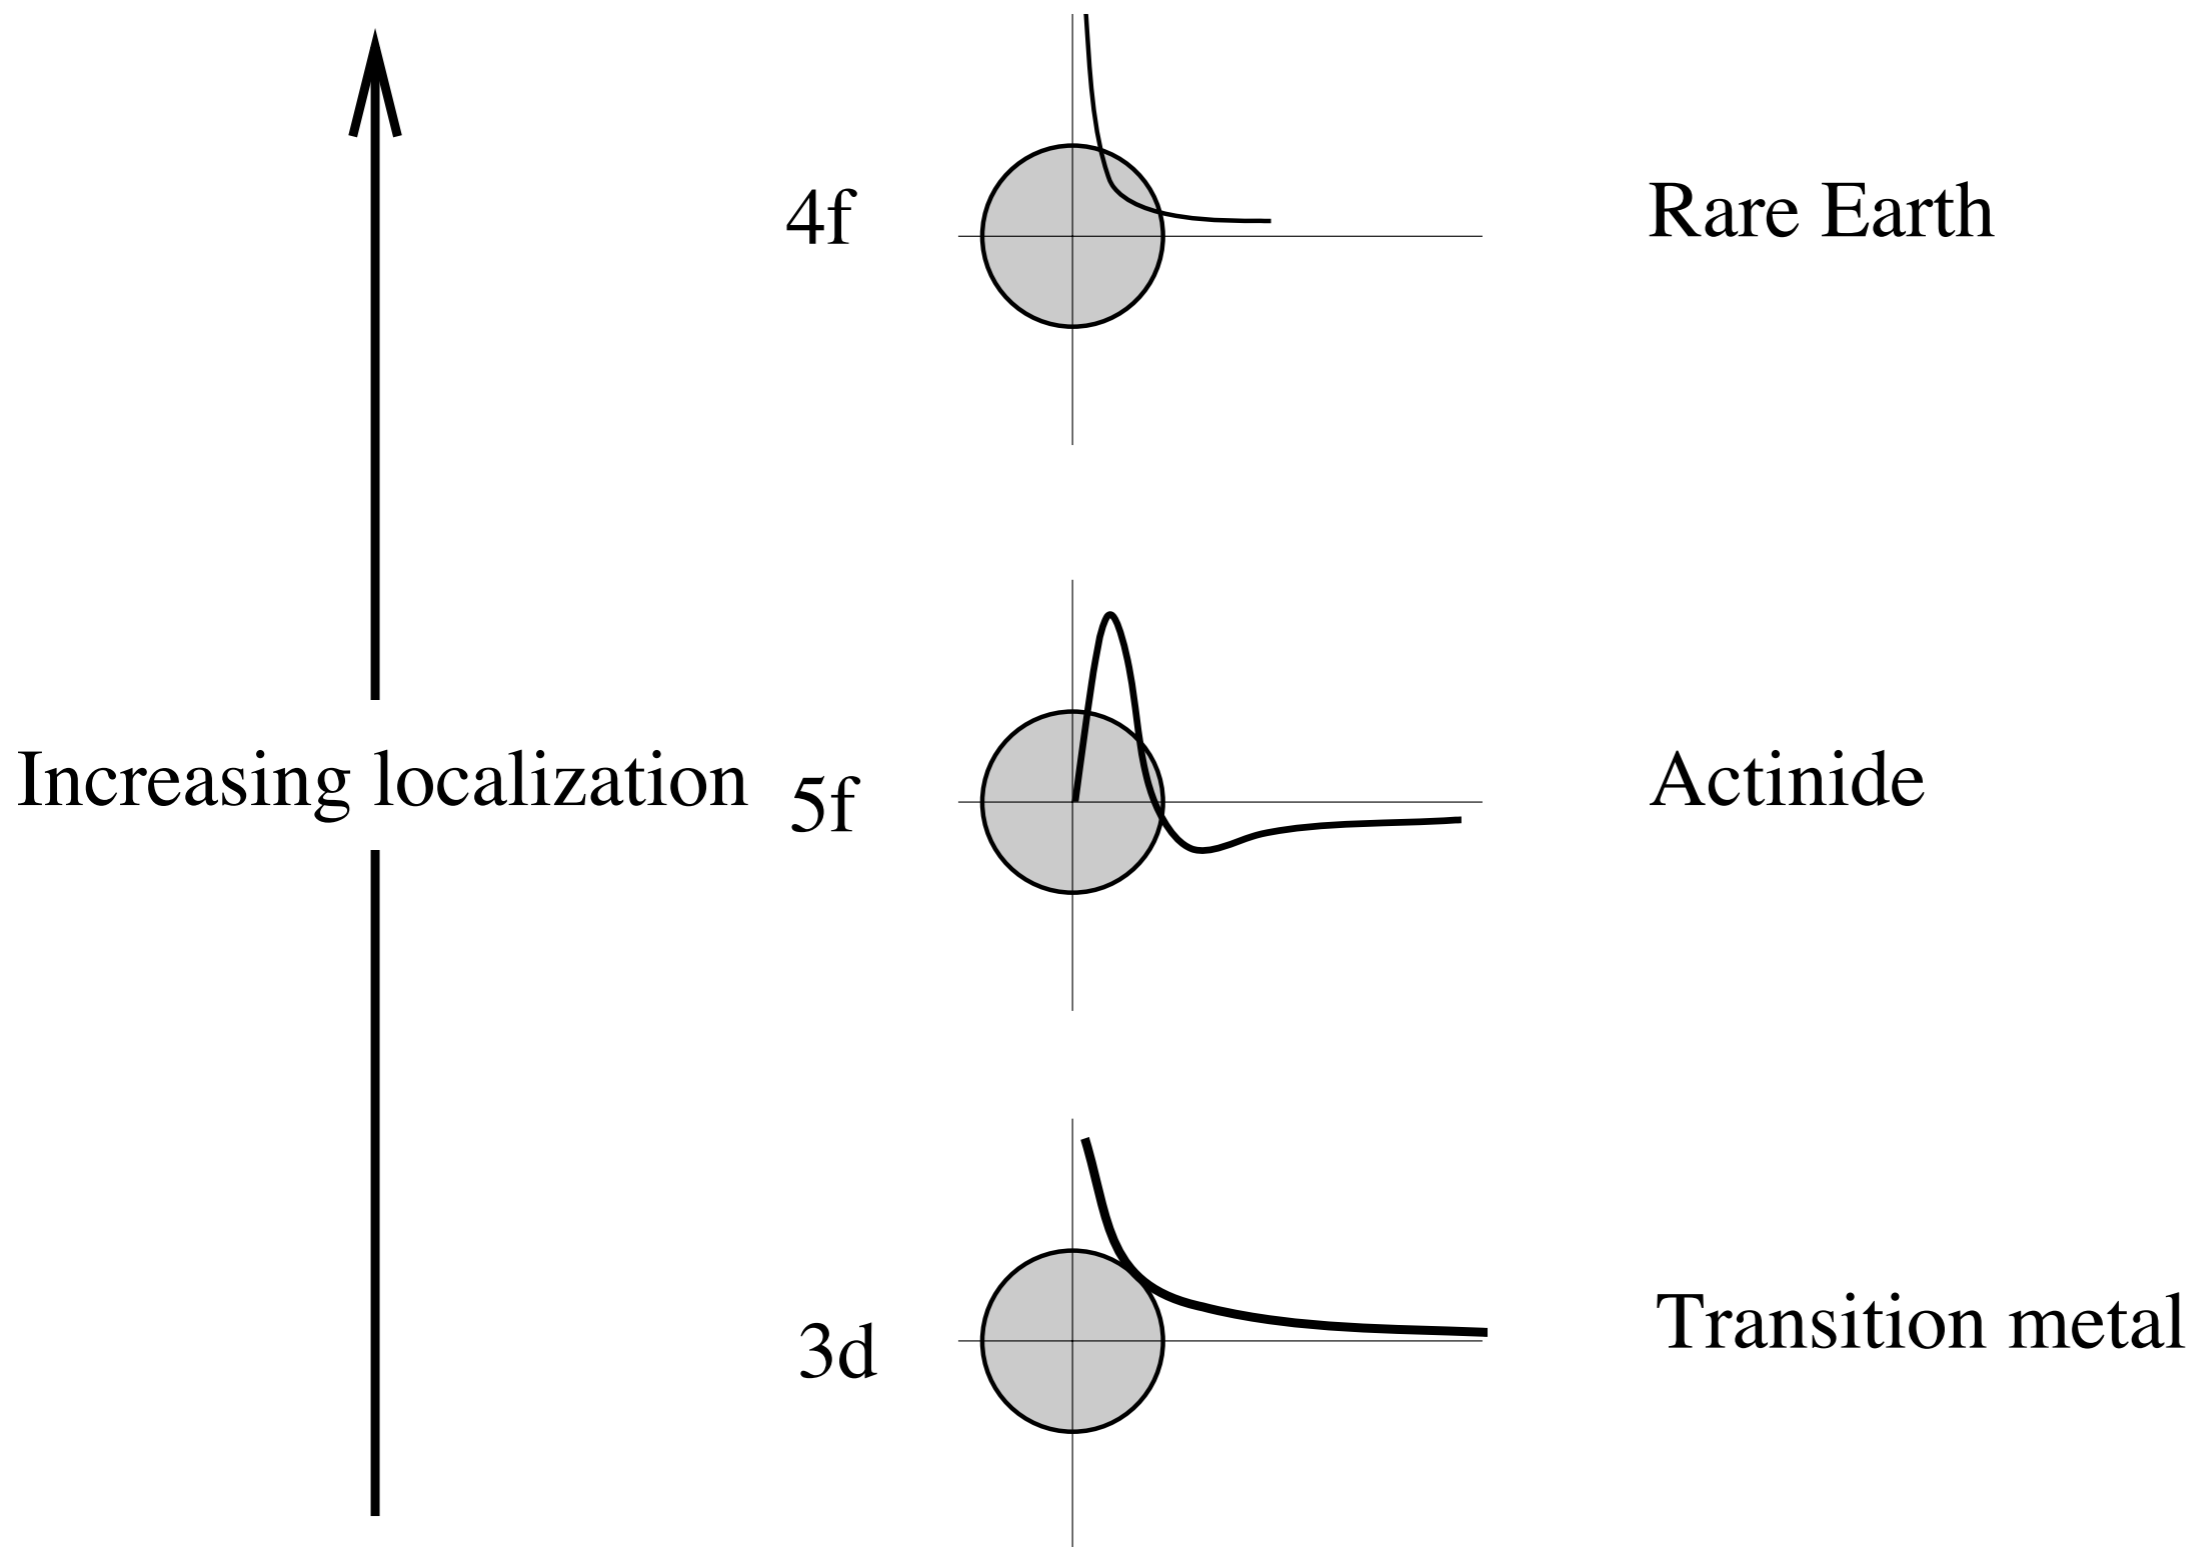 4f
Rare Earth
Increasing localization
5f
Actinide
3d
Transition metal